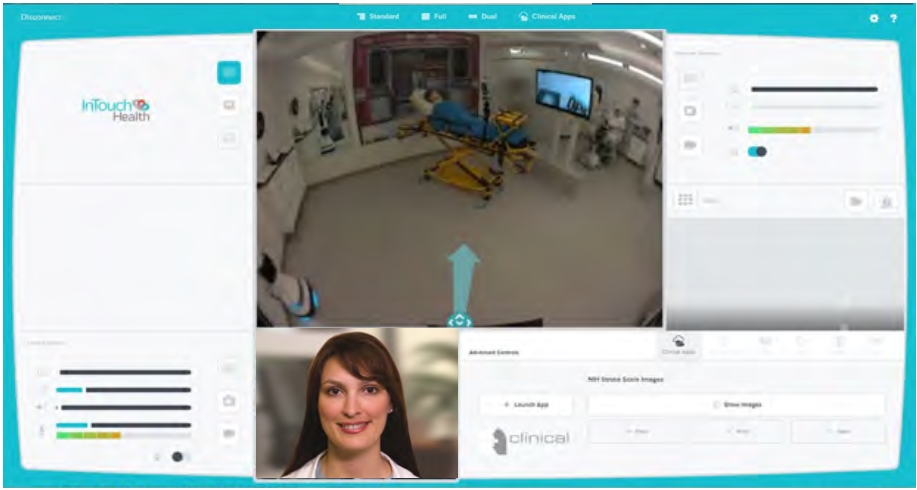 Disconnect
Standard
Full
Dual
Clinical Apps
InTouch
Health
Advanced Controls
Clinical Apps
NIH Stroke Scale Images
+ Launch App
Show Images
clinical